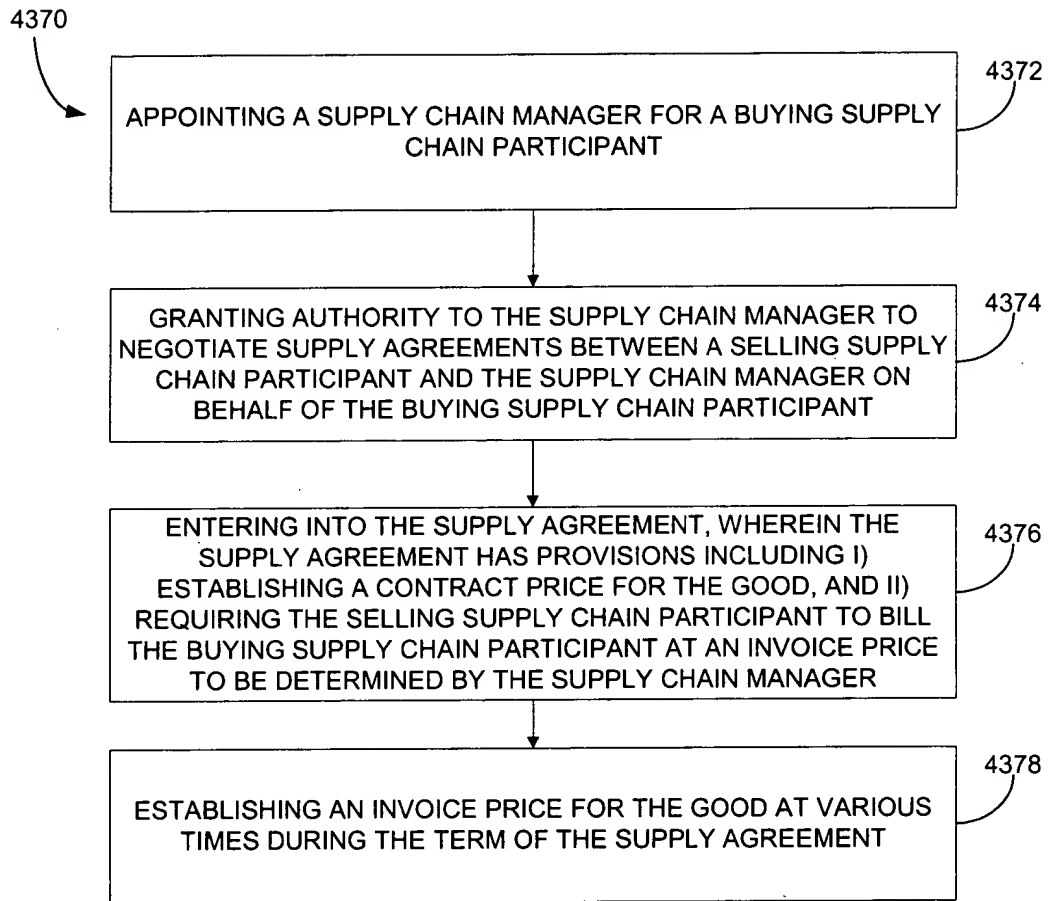 4370
4372
APPOINTING A SUPPLY CHAIN MANAGER FOR A BUYING SUPPLY
CHAIN PARTICIPANT
4374
GRANTING AUTHORITY TO THE SUPPLY CHAIN MANAGER TO
NEGOTIATE SUPPLY AGREEMENTS BETWEEN A SELLING SUPPLY
CHAIN PARTICIPANT AND THE SUPPLY CHAIN MANAGER ON
BEHALF OF THE BUYING SUPPLY CHAIN PARTICIPANT
4376
ENTERING INTO THE SUPPLY AGREEMENT, WHEREIN THE
SUPPLY AGREEMENT HAS PROVISIONS INCLUDING I)
ESTABLISHING A CONTRACT PRICE FOR THE GOOD, AND II)
REQUIRING THE SELLING SUPPLY CHAIN PARTICIPANT TO BILL
THE BUYING SUPPLY CHAIN PARTICIPANT AT AN INVOICE PRICE
TO BE DETERMINED BY THE SUPPLY CHAIN MANAGER
4378
ESTABLISHING AN INVOICE PRICE FOR THE GOOD AT VARIOUS
TIMES DURING THE TERM OF THE SUPPLY AGREEMENT